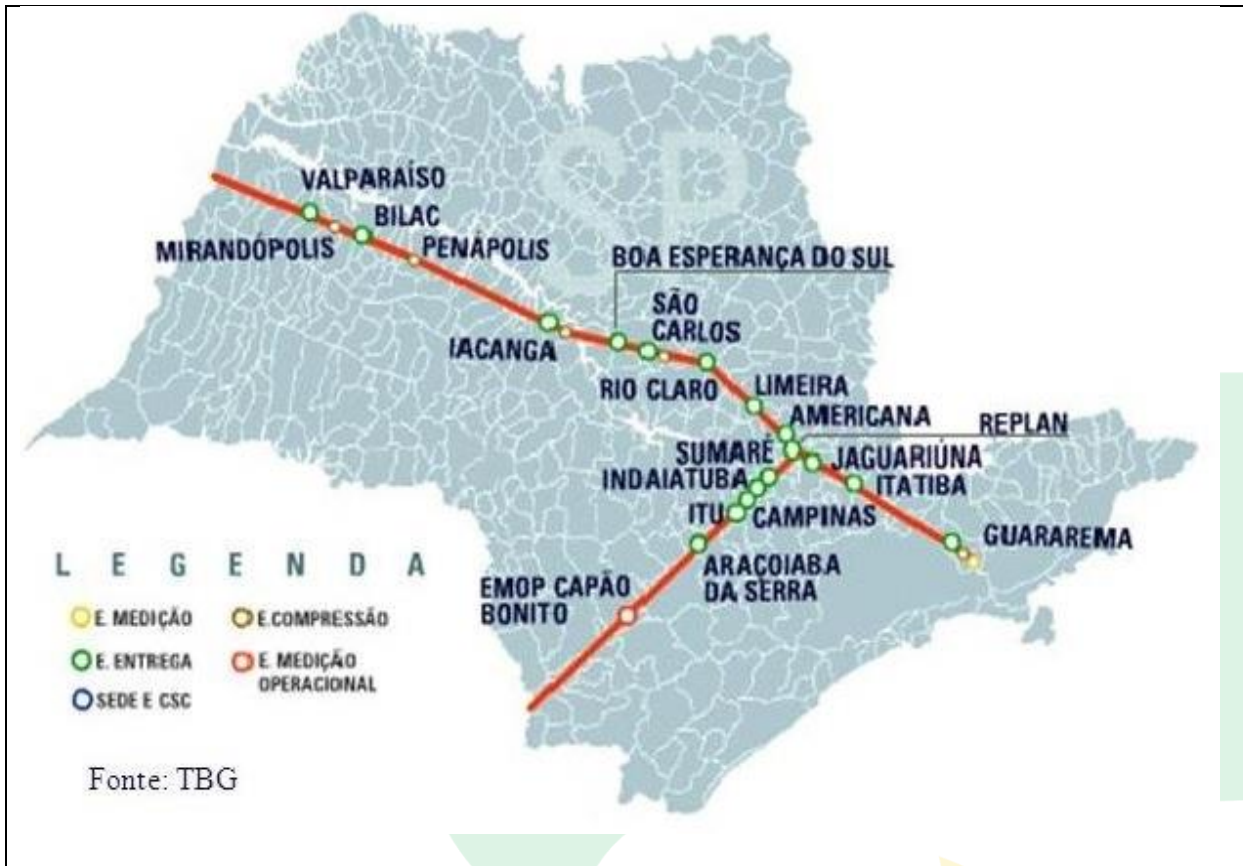 SP
VALPARAÍSO
BILAC
MIRANDÓPOLIS
PENÁPOLIS
BOA ESPERANÇA DO SUL
SÃO
CARLOS
IACANGA
RIO CLARO
LIMEIRA
AMERICANA
REPLAN
SUMARÉ
JAGUARIÚNA
INDAIATUBA
ITATIBA
ITU
CAMPINAS
GUARAREMA
ARAÇOIABA
DA SERRA
EMOP CAPÃO
BONITO
LEGENDA
E. MEDIÇÃO
E.COMPRESSÃO
E. ENTREGA
E. MEDIÇÃO
OPERACIONAL
SEDE E CSC
Fonte: TBG